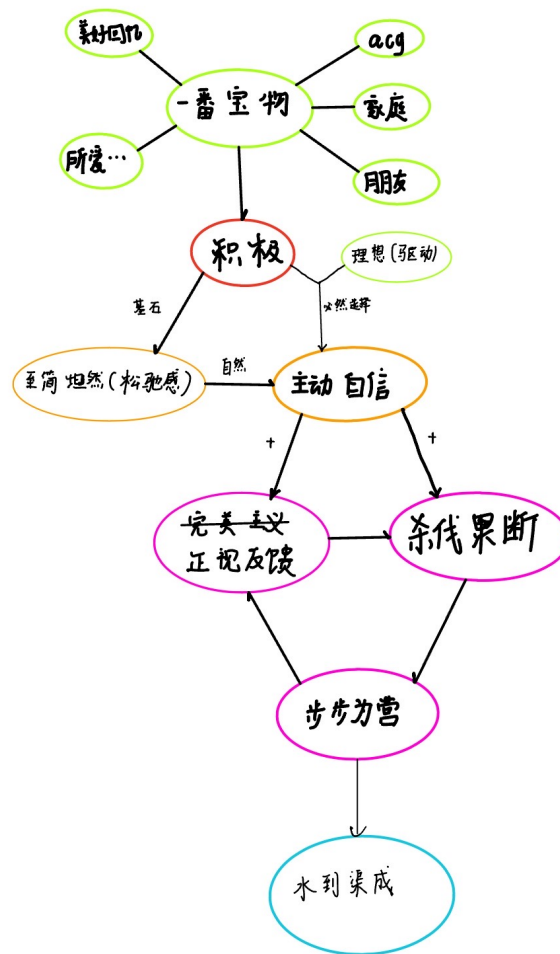 美好回忆
acg
一番宝物
家庭
所爱…
朋友
积极
理想(驱动)
基石
必然选择
至简 坦然(松弛感)
自然
主动 自信
+
+
完美主义
正视反馈
杀伐果断
步步为营
水到渠成